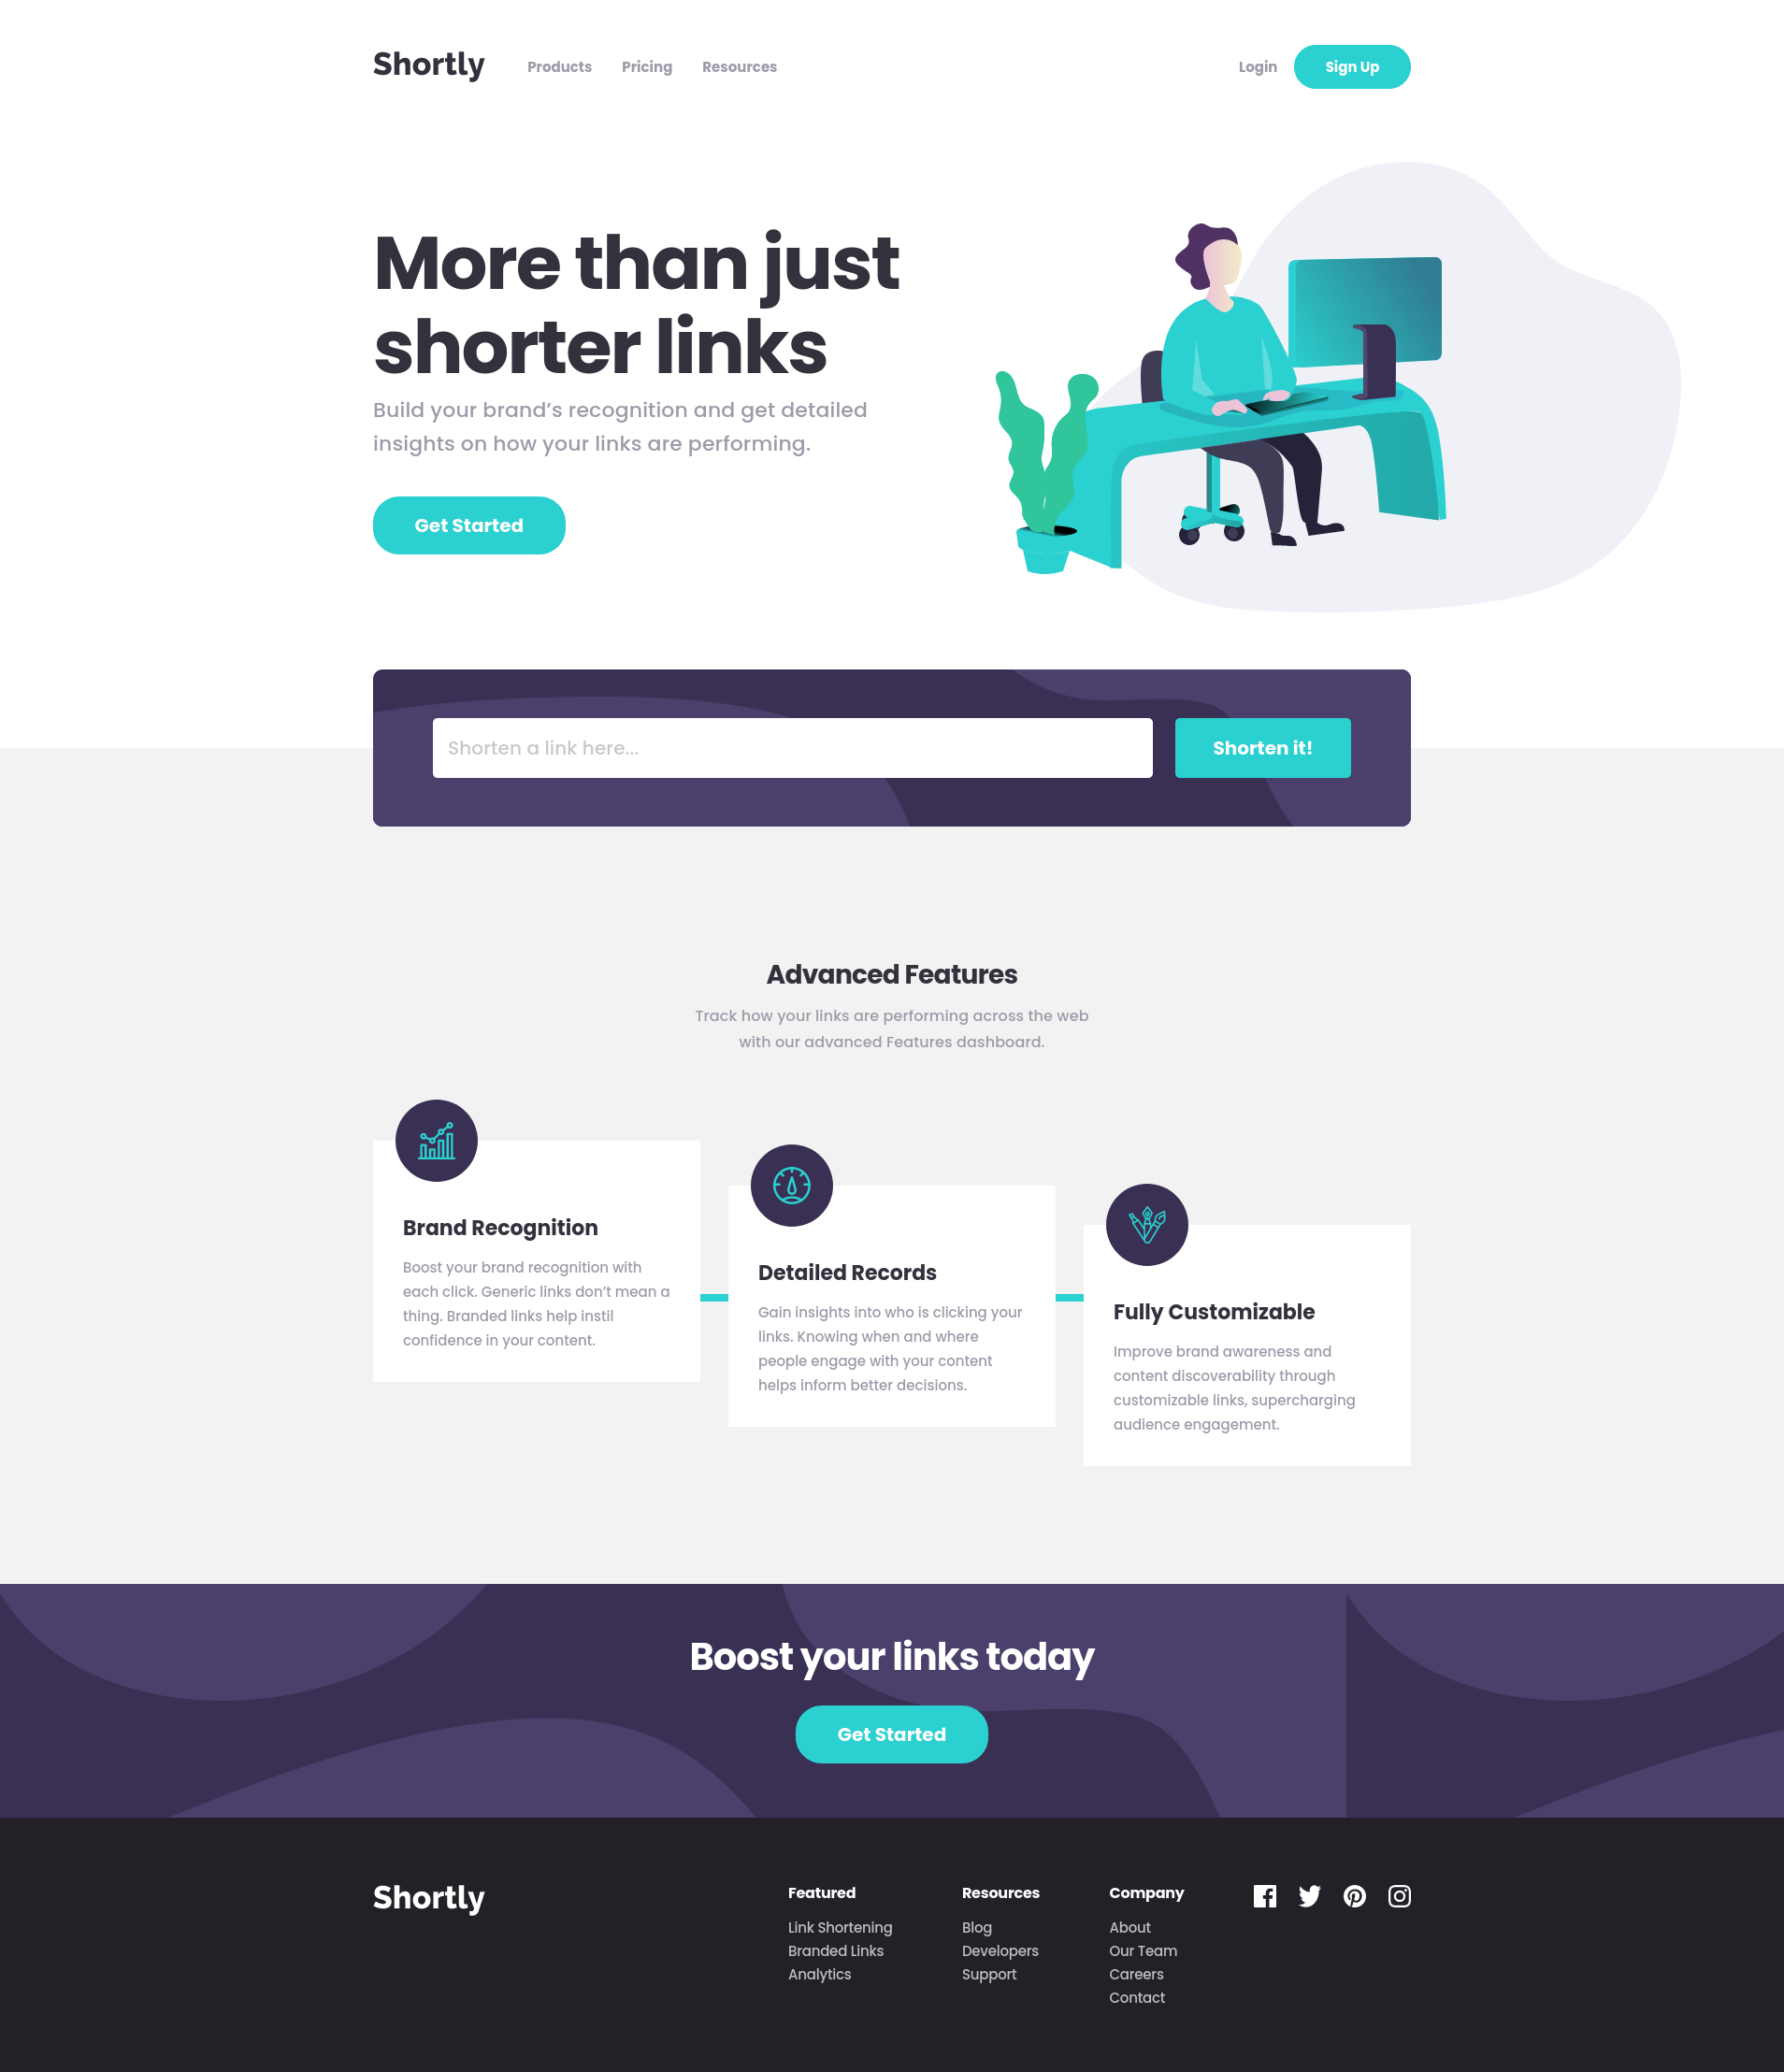 Shortly
Products
Pricing
Resources
Login
Sign Up
More than just
shorter links
Build your brand’s recognition and get detailed
insights on how your links are performing.
Get Started
Shorten a link here...
Shorten it!
Advanced Features
Track how your links are performing across the web
with our advanced Features dashboard.
Brand Recognition
Boost your brand recognition with
each click. Generic links don’t mean a
thing. Branded links help instil
confidence in your content.
Detailed Records
Gain insights into who is clicking your
links. Knowing when and where
people engage with your content
helps inform better decisions.
Fully Customizable
Improve brand awareness and
content discoverability through
customizable links, supercharging
audience engagement.
Boost your links today
Get Started
Shortly
Featured
Link Shortening
Branded Links
Analytics
Resources
Blog
Developers
Support
Company
About
Our Team
Careers
Contact